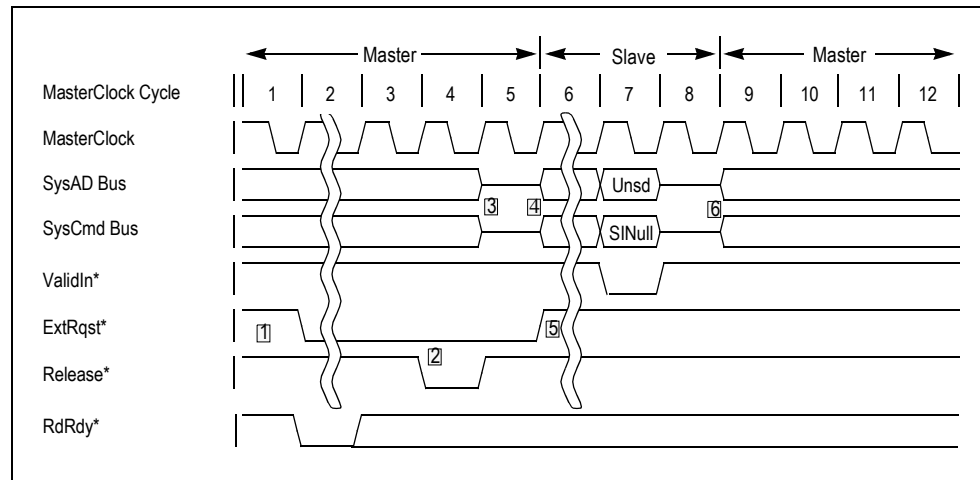 Master Slave Master
MasterClock Cycle 1 2 3 4 5 6 7 8 9 10 11 12
MasterClock
SysAD Bus Unsd
3 4 6
SysCmd Bus SINull
ValidIn*
ExtRqst* 1 5
2
Release*
RdRdy*